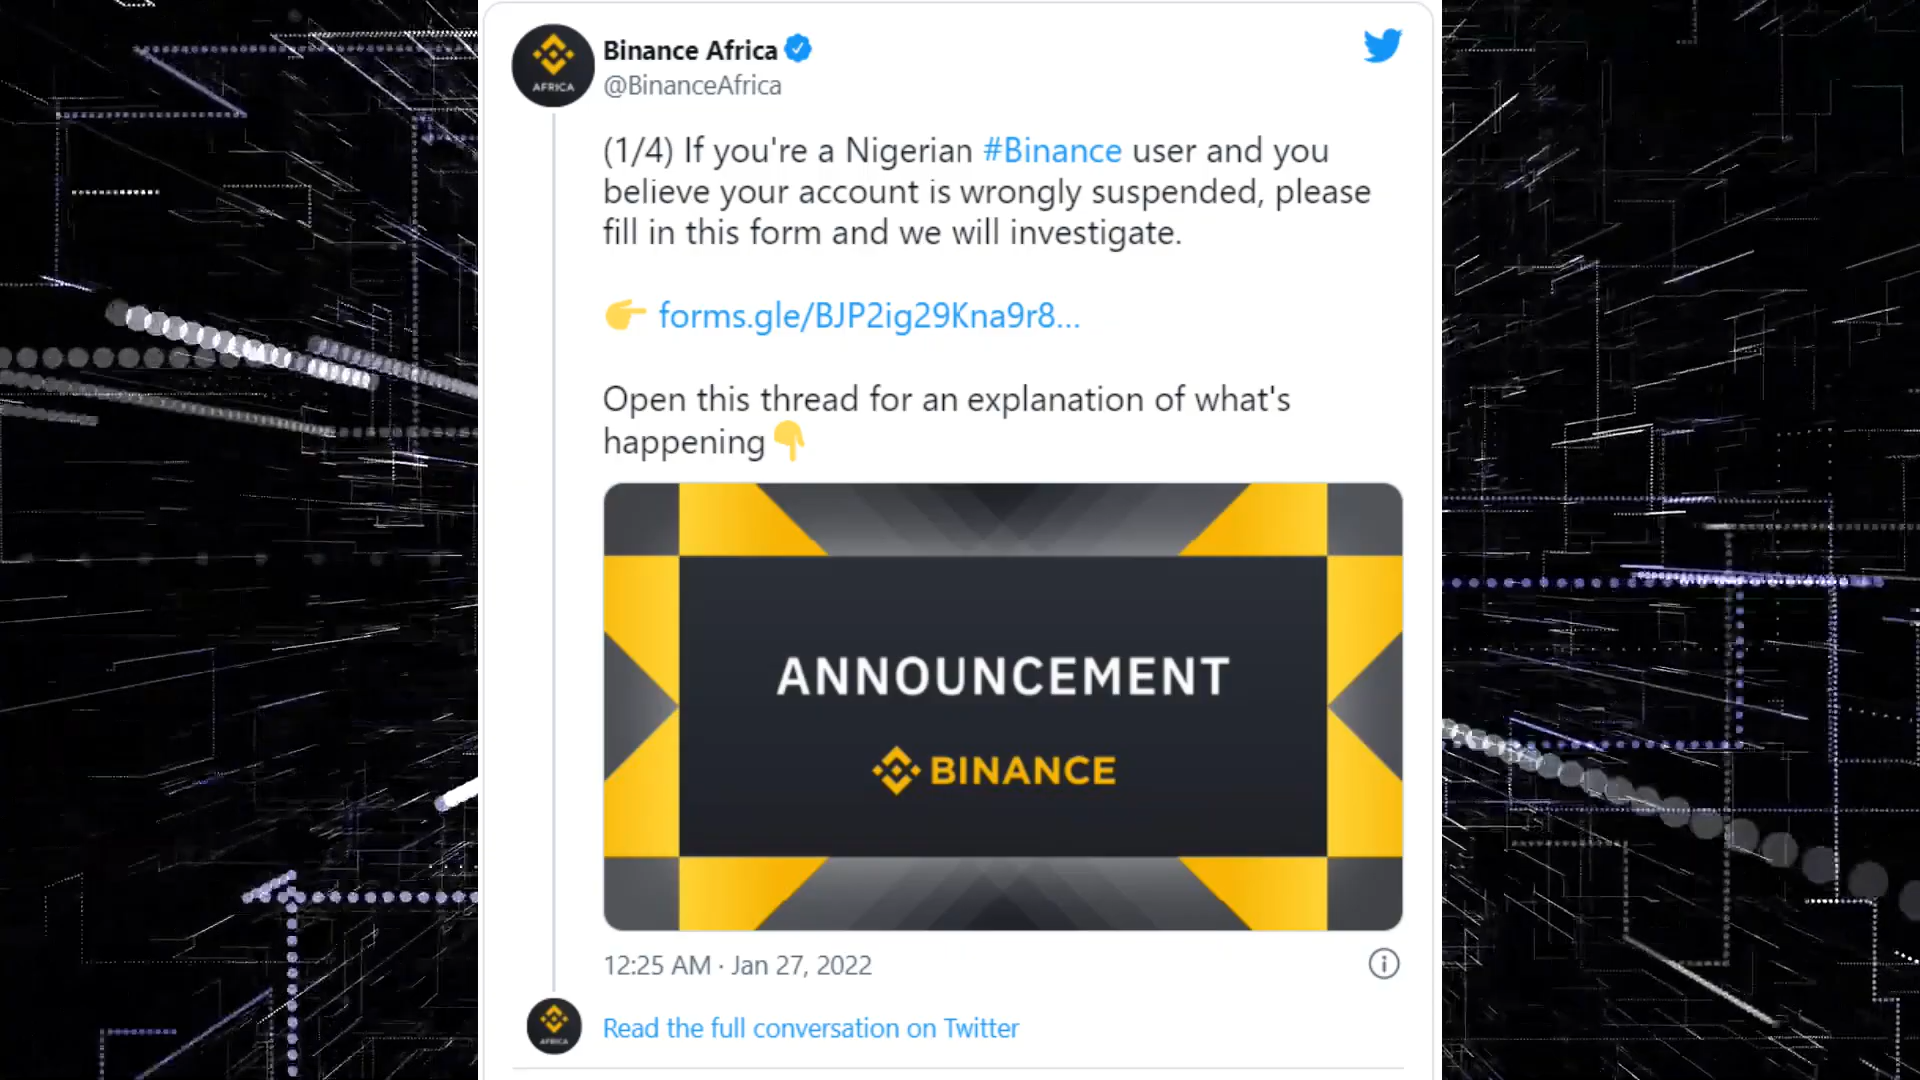 Binance Africa
@BinanceAfrica
AFRICA
(1/4) If you're a Nigerian #Binance user and you
believe your account is wrongly suspended, please
fill in this form and we will investigate.
👉 forms.gle/BJP2ig29Kna9r8...
Open this thread for an explanation of what's
happening👇
ANNOUNCEMENT
BINANCE
12:25 AM · Jan 27, 2022
AFRICA
Read the full conversation on Twitter